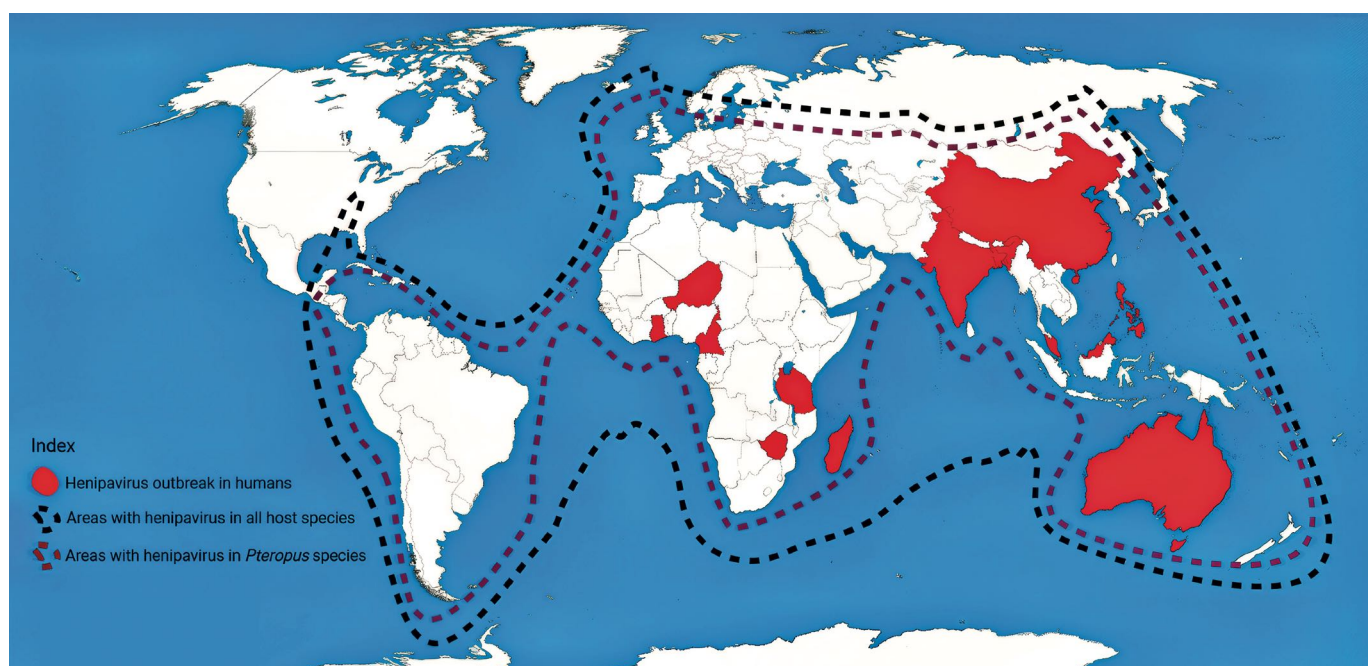 Index
Henipavirus outbreak in humans
Areas with henipavirus in all host species
Areas with henipavirus in Pteropus species